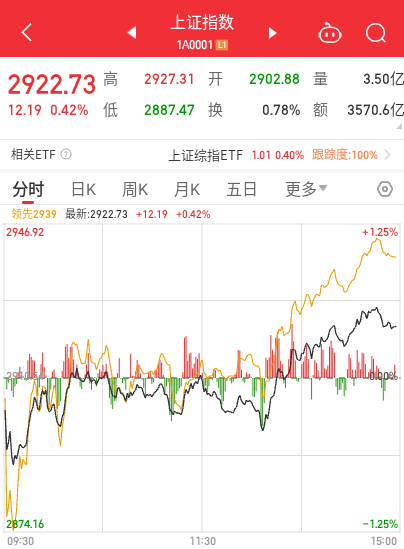 上证指数
1A0001 L1
2922.73 高 2927.31 开 2902.88 量 3.50亿
12.19 0.42% 低 2887.47 换 0.78% 额 3570.6亿
相关ETF ? 上证综指ETF 1.01 0.40% 跟踪度:100%
分时 日K 周K 月K 五日 更多
领先2939 最新:2922.73 +12.19 +0.42%
2946.92 +1.25%
0.00%
2874.16 -1.25%
09:30 11:30 15:00